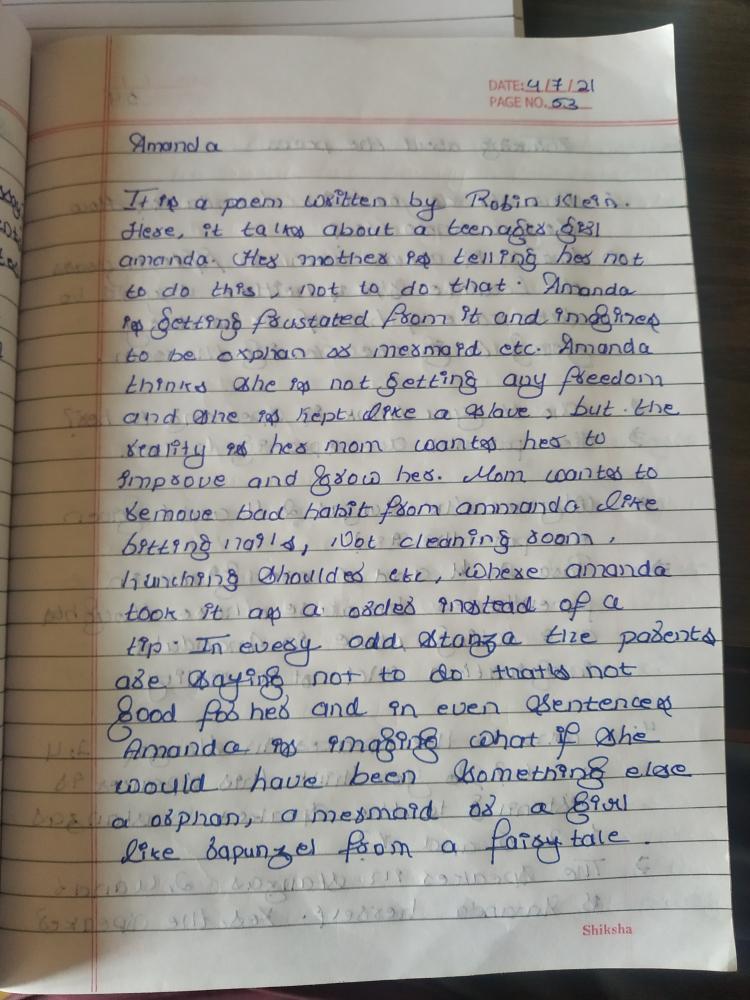 DATE: 4/7/21
PAGE NO. 53
Amanda
It is a poem written by Robin Klein.
Here, it talks about a teenager girl
amanda. Her mother is telling her not
to do this, not to do that. Amanda
is getting frustated from it and imagines
to be orphan or mermaid etc. Amanda
thinks she is not getting any freedom
and she is kept like a slave, but the
reality is her mom wants her to
improve and grow her. Mom wants to
remove bad habit from ammanda like
bitting nails, Not cleaning room,
hunching shoulder etc, where amanda
took it as a order instead of a
tip. In every odd stanza the parents
are saying not to do that's not
good for her and in even sentences
Amanda is imaging what if she
would have been something else
a orphan, a mermaid or a girl
like rapunzel from a fairy tale.
Shiksha